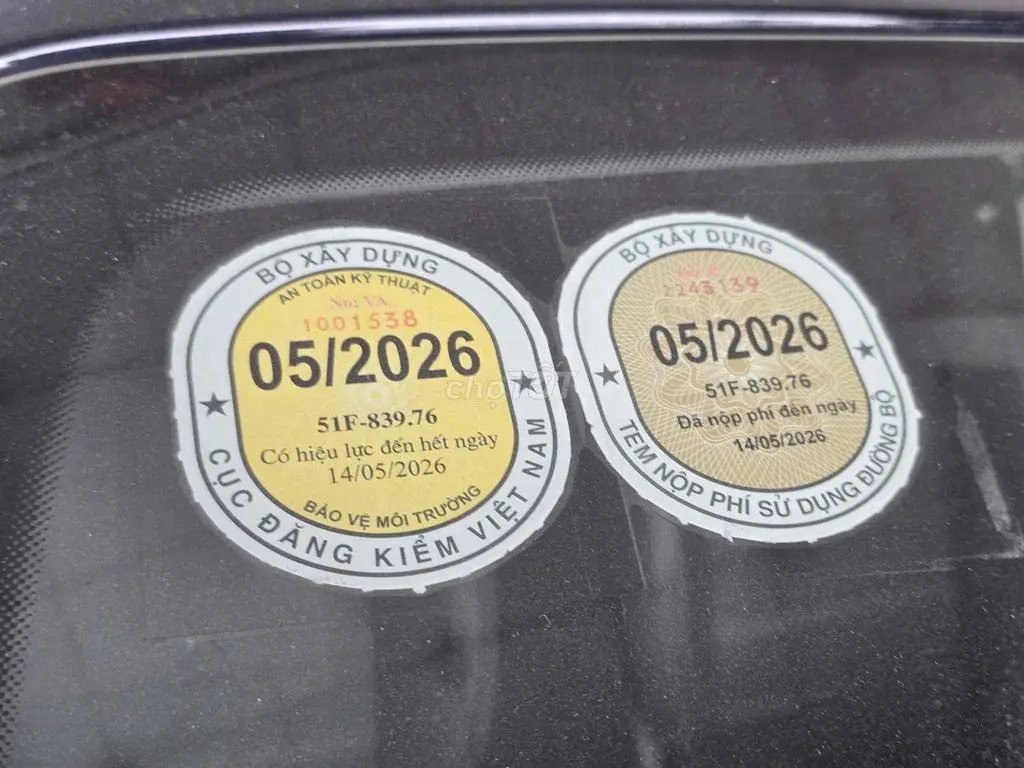 BỘ XÂY DỰNG
AN TOÀN KỸ THUẬT
No: VA
1001538
05/2026
51F-839.76
Có hiệu lực đến hết ngày
14/05/2026
BẢO VỆ MÔI TRƯỜNG
CỤC ĐĂNG KIỂM VIỆT NAM
BỘ XÂY DỰNG
2243139
05/2026
51F-839.76
Đã nộp phí đến ngày
14/05/2026
TEM NỘP PHÍ SỬ DỤNG ĐƯỜNG BỘ
chợTỐT